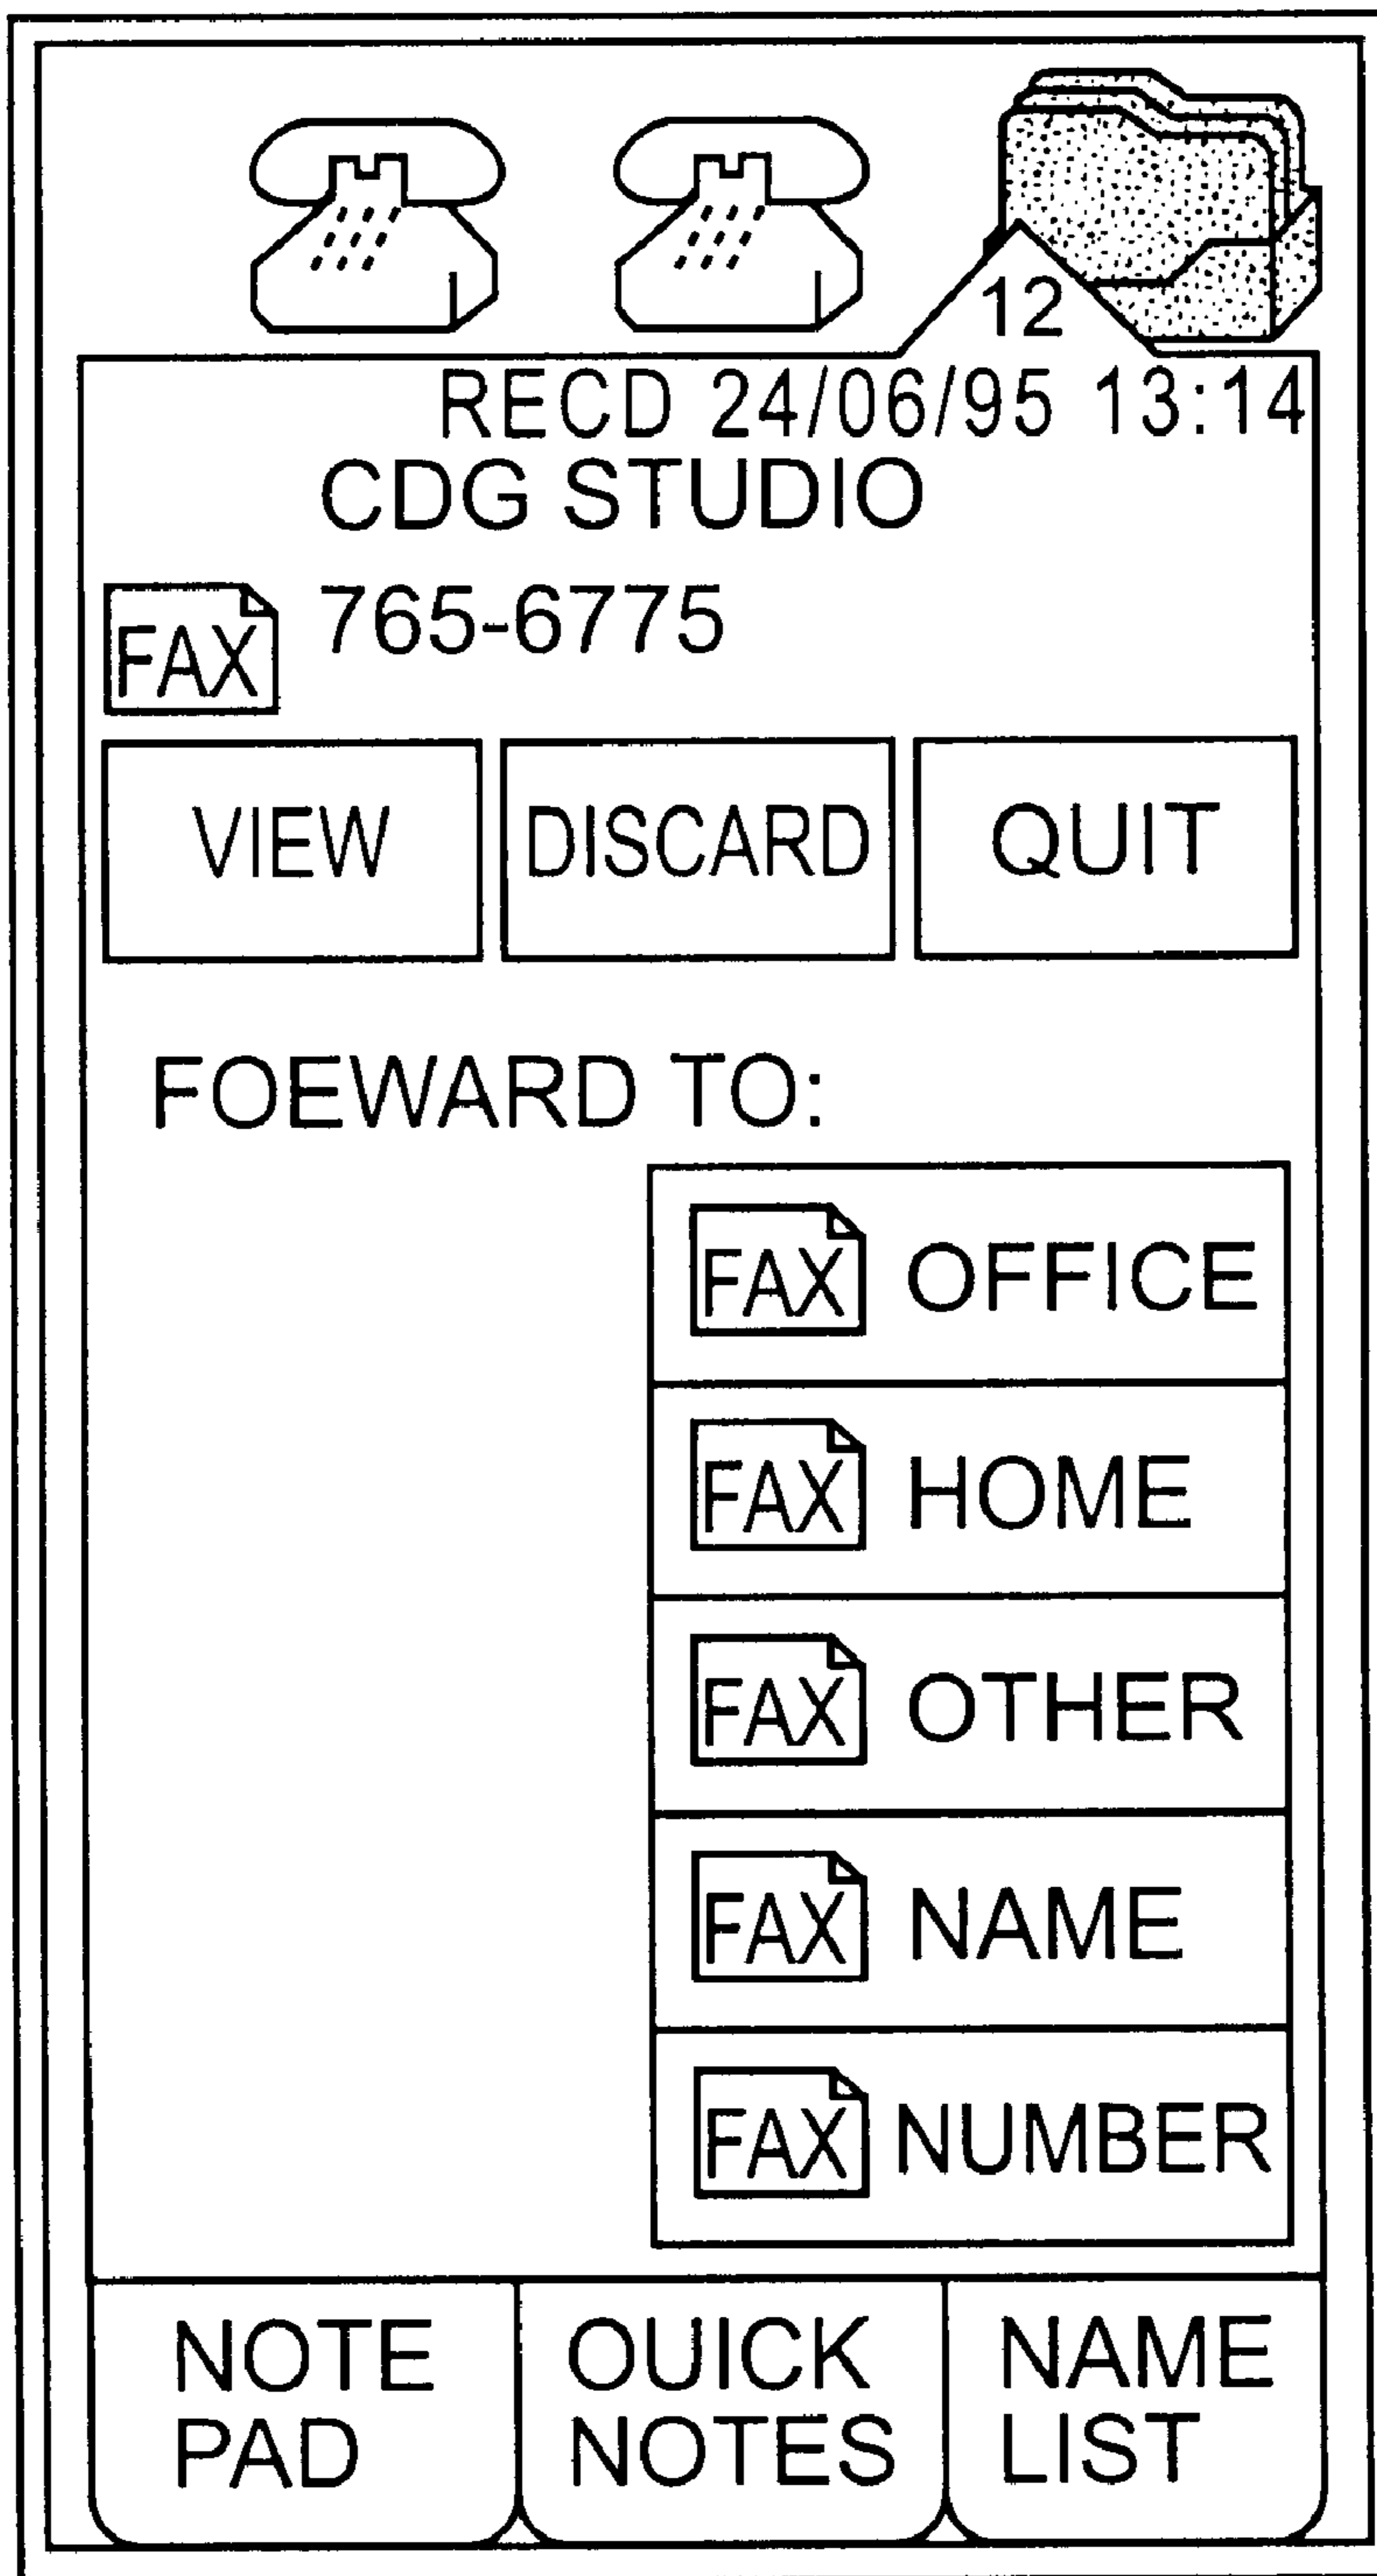 12
RECD 24/06/95 13:14
CDG STUDIO
FAX 765-6775
VIEW DISCARD QUIT
FOEWARD TO:
FAX OFFICE
FAX HOME
FAX OTHER
FAX NAME
FAX NUMBER
NOTE OUICK NAME
PAD NOTES LIST